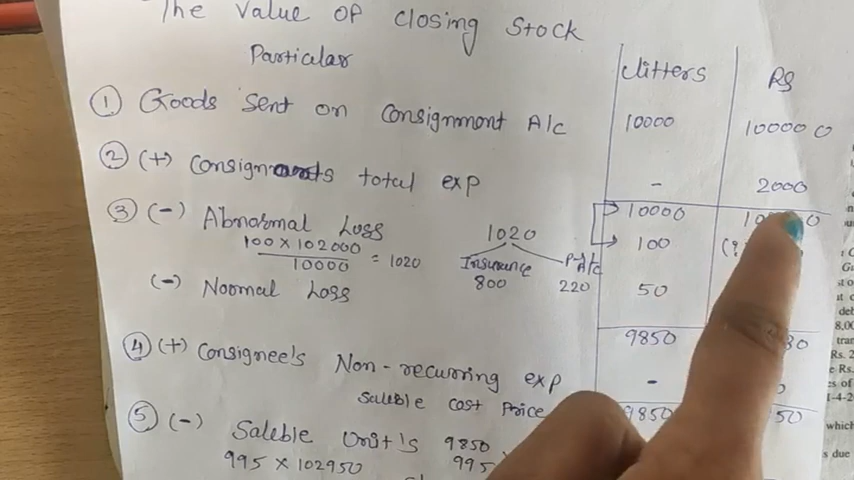 The Value of Closing Stock
Particular
Litters
Rs
① Goods Sent on Consignment A/c 10000 100000
② (+) Consignants total exp - 2000
10000
③ (-) Abnormal Loss 100
100 x 102000
10000
= 1020
1020
Insurance
800
P&L A/c
220
(-) Normal Loss 50
9850
④ (+) Consignee's Non-recurring exp -
Saleble Cost Price 9850
⑤ (-) Saleble Unit's 9850
995 x 102950
995